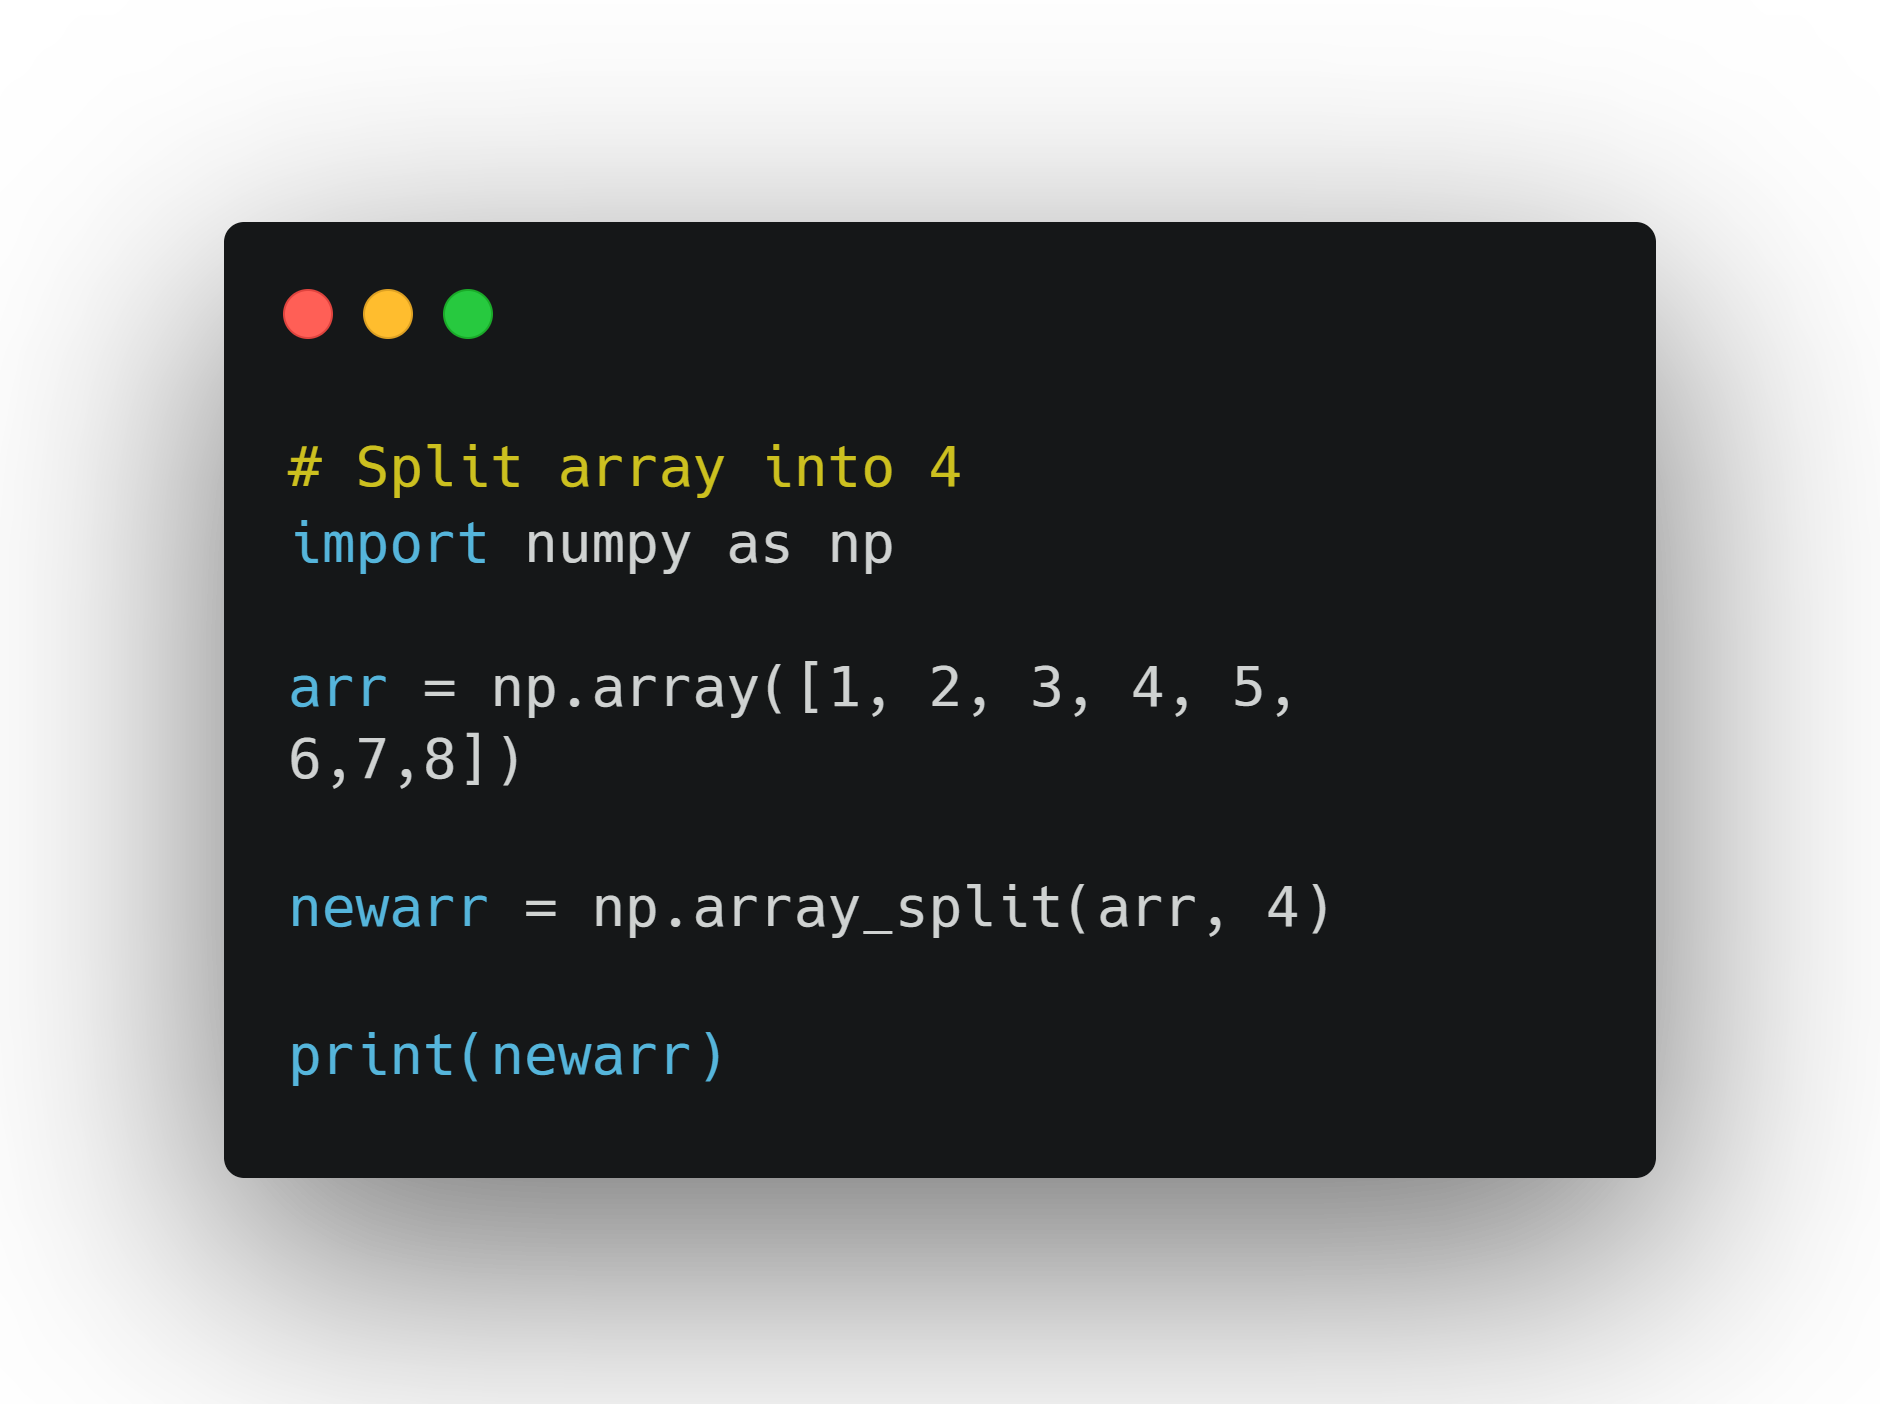 # Split array into 4
import numpy as np
arr = np.array([1, 2, 3, 4, 5,
6,7,8])
newarr = np.array_split(arr, 4)
print(newarr)